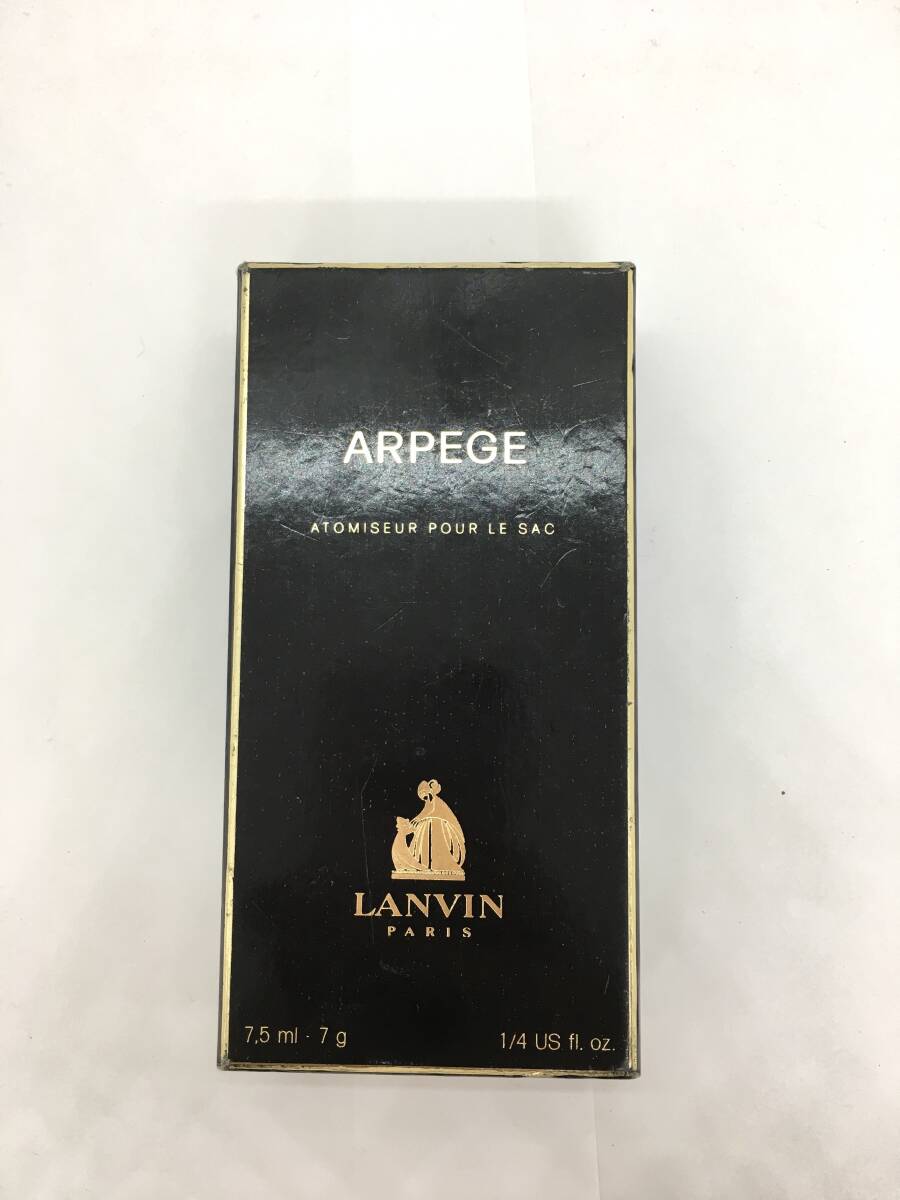 ARPEGE
ATOMISEUR POUR LE SAC
LANVIN
PARIS
7,5 ml - 7 g 1/4 US fl. oz.